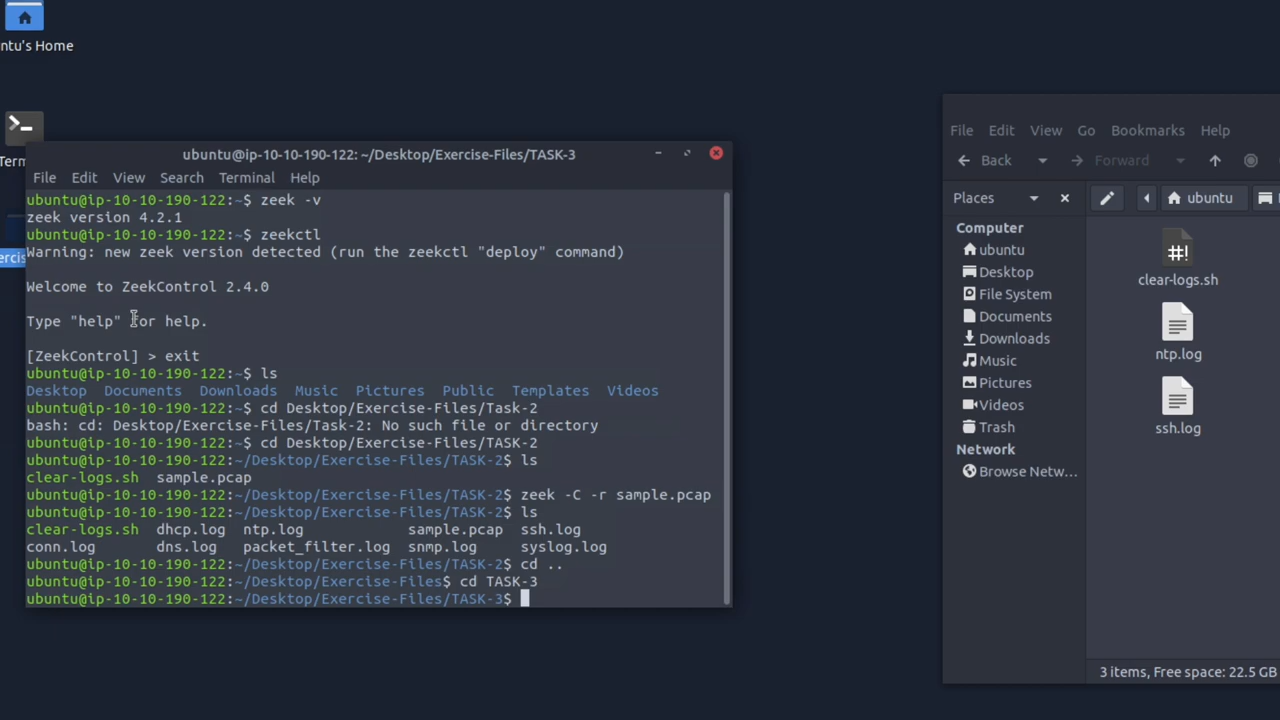 ntu's Home
ubuntu@ip-10-10-190-122: ~/Desktop/Exercise-Files/TASK-3
File Edit View Search Terminal Help
ubuntu@ip-10-10-190-122:~$ zeek -v
zeek version 4.2.1
ubuntu@ip-10-10-190-122:~$ zeekctl
Warning: new zeek version detected (run the zeekctl "deploy" command)
Welcome to ZeekControl 2.4.0
Type "help" for help.
[ZeekControl] > exit
ubuntu@ip-10-10-190-122:~$ ls
Desktop Documents Downloads Music Pictures Public Templates Videos
ubuntu@ip-10-10-190-122:~$ cd Desktop/Exercise-Files/Task-2
bash: cd: Desktop/Exercise-Files/Task-2: No such file or directory
ubuntu@ip-10-10-190-122:~$ cd Desktop/Exercise-Files/TASK-2
ubuntu@ip-10-10-190-122:~/Desktop/Exercise-Files/TASK-2$ ls
clear-logs.sh sample.pcap
ubuntu@ip-10-10-190-122:~/Desktop/Exercise-Files/TASK-2$ zeek -C -r sample.pcap
ubuntu@ip-10-10-190-122:~/Desktop/Exercise-Files/TASK-2$ ls
clear-logs.sh dhcp.log ntp.log sample.pcap ssh.log
conn.log dns.log packet_filter.log snmp.log syslog.log
ubuntu@ip-10-10-190-122:~/Desktop/Exercise-Files/TASK-2$ cd ..
ubuntu@ip-10-10-190-122:~/Desktop/Exercise-Files$ cd TASK-3
ubuntu@ip-10-10-190-122:~/Desktop/Exercise-Files/TASK-3$
Term
ercis
File Edit View Go Bookmarks Help
Back Forward
Places ubuntu
Computer
ubuntu
Desktop
File System
Documents
Downloads
Music
Pictures
Videos
Trash
Network
Browse Netw...
#!
clear-logs.sh
ntp.log
ssh.log
3 items, Free space: 22.5 GB